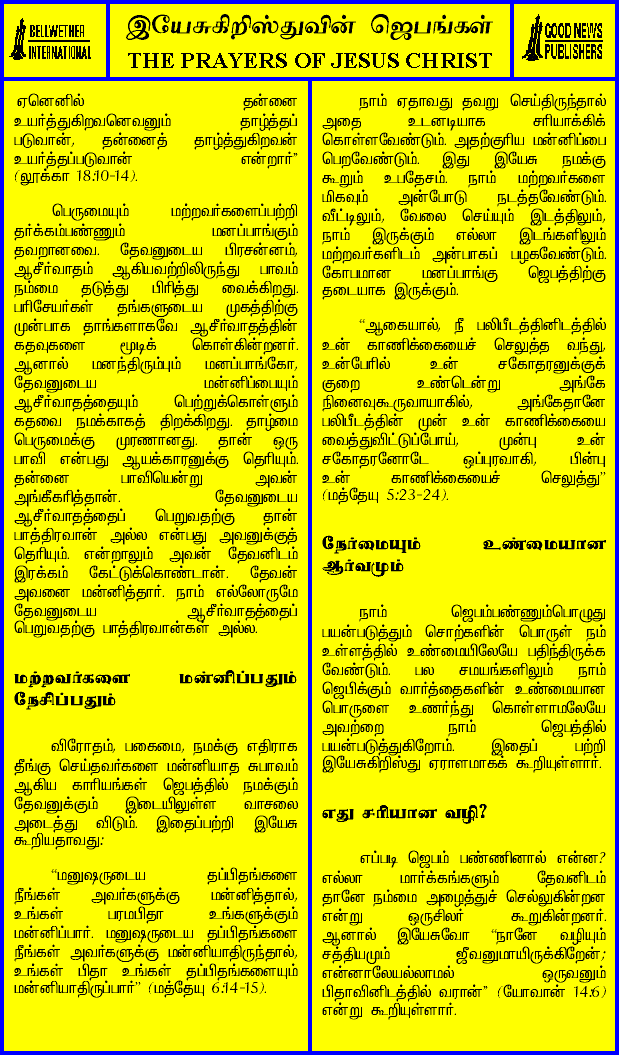 BELLWETHER
INTERNATIONAL
இயேசுகிறிஸ்துவின் ஜெபங்கள்
THE PRAYERS OF JESUS CHRIST
GOOD NEWS
PUBLISHERS
ஏனெனில் தன்னை
உயர்த்துகிறவனெவனும் தாழ்த்தப்
படுவான், தன்னைத் தாழ்த்துகிறவன்
உயர்த்தப்படுவான் என்றார்”
(லூக்கா 18:10-14).
பெருமையும் மற்றவர்களைப்பற்றி
தர்க்கம்பண்ணும் மனப்பாங்கும்
தவறானவை. தேவனுடைய பிரசன்னம்,
ஆசீர்வாதம் ஆகியவற்றிலிருந்து பாவம்
நம்மை தடுத்து பிரித்து வைக்கிறது.
பரிசேயர்கள் தங்களுடைய முகத்திற்கு
முன்பாக தாங்களாகவே ஆசீர்வாதத்தின்
கதவுகளை மூடிக் கொள்கின்றனர்.
ஆனால் மனந்திரும்பும் மனப்பாங்கோ,
தேவனுடைய மன்னிப்பையும்
ஆசீர்வாதத்தையும் பெற்றுக்கொள்ளும்
கதவை நமக்காகத் திறக்கிறது. தாழ்மை
பெருமைக்கு முரணானது. தான் ஒரு
பாவி என்பது ஆயக்காரனுக்கு தெரியும்.
தன்னை பாவியென்று அவன்
அங்கீகரித்தான். தேவனுடைய
ஆசீர்வாதத்தைப் பெறுவதற்கு தான்
பாத்திரவான் அல்ல என்பது அவனுக்குத்
தெரியும். என்றாலும் அவன் தேவனிடம்
இரக்கம் கேட்டுக்கொண்டான். தேவன்
அவனை மன்னித்தார். நாம் எல்லோருமே
தேவனுடைய ஆசீர்வாதத்தைப்
பெறுவதற்கு பாத்திரவான்கள் அல்ல.
மற்றவர்களை மன்னிப்பதும்
நேசிப்பதும்
விரோதம், பகைமை, நமக்கு எதிராக
தீங்கு செய்தவர்களை மன்னியாத சுபாவம்
ஆகிய காரியங்கள் ஜெபத்தில் நமக்கும்
தேவனுக்கும் இடையிலுள்ள வாசலை
அடைத்து விடும். இதைப்பற்றி இயேசு
கூறியதாவது:
“மனுஷருடைய தப்பிதங்களை
நீங்கள் அவர்களுக்கு மன்னித்தால்,
உங்கள் பரமபிதா உங்களுக்கும்
மன்னிப்பார். மனுஷருடைய தப்பிதங்களை
நீங்கள் அவர்களுக்கு மன்னியாதிருந்தால்,
உங்கள் பிதா உங்கள் தப்பிதங்களையும்
மன்னியாதிருப்பார்” (மத்தேயு 6:14-15).
நாம் ஏதாவது தவறு செய்திருந்தால்
அதை உடனடியாக சரியாக்கிக்
கொள்ளவேண்டும். அதற்குரிய மன்னிப்பை
பெறவேண்டும். இது இயேசு நமக்கு
கூறும் உபதேசம். நாம் மற்றவர்களை
மிகவும் அன்போடு நடத்தவேண்டும்.
வீட்டிலும், வேலை செய்யும் இடத்திலும்,
நாம் இருக்கும் எல்லா இடங்களிலும்
மற்றவர்களிடம் அன்பாகப் பழகவேண்டும்.
கோபமான மனப்பாங்கு ஜெபத்திற்கு
தடையாக இருக்கும்.
“ஆகையால், நீ பலிபீடத்தினிடத்தில்
உன் காணிக்கையைச் செலுத்த வந்து,
உன்பேரில் உன் சகோதரனுக்குக்
குறை உண்டென்று அங்கே
நினைவுகூருவாயாகில், அங்கேதானே
பலிபீடத்தின் முன் உன் காணிக்கையை
வைத்துவிட்டுப்போய், முன்பு உன்
சகோதரனோடே ஒப்புரவாகி, பின்பு
உன் காணிக்கையைச் செலுத்து”
(மத்தேயு 5:23-24).
நேர்மையும் உண்மையான
ஆர்வமும்
நாம் ஜெபம்பண்ணும்பொழுது
பயன்படுத்தும் சொற்களின் பொருள் நம்
உள்ளத்தில் உண்மையிலேயே பதிந்திருக்க
வேண்டும். பல சமயங்களிலும் நாம்
ஜெபிக்கும் வார்த்தைகளின் உண்மையான
பொருளை உணர்ந்து கொள்ளாமலேயே
அவற்றை நாம் ஜெபத்தில்
பயன்படுத்துகிறோம். இதைப் பற்றி
இயேசுகிறிஸ்து ஏராளமாகக் கூறியுள்ளார்.
எது சரியான வழி?
எப்படி ஜெபம் பண்ணினால் என்ன?
எல்லா மார்க்கங்களும் தேவனிடம்
தானே நம்மை அழைத்துச் செல்லுகின்றன
என்று ஒருசிலர் கூறுகின்றனர்.
ஆனால் இயேசுவோ “நானே வழியும்
சத்தியமும் ஜீவனுமாயிருக்கிறேன்;
என்னாலேயல்லாமல் ஒருவனும்
பிதாவினிடத்தில் வரான்” (யோவான் 14:6)
என்று கூறியுள்ளார்.